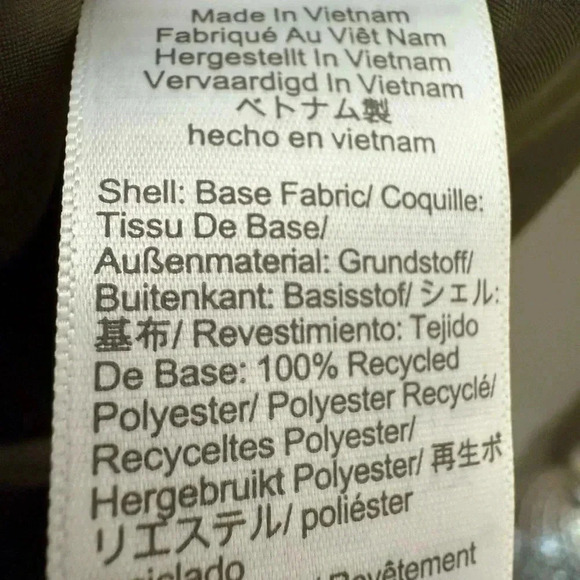 Made In Vietnam
Fabriqué Au Viêt Nam
Hergestellt In Vietnam
Vervaardigd In Vietnam
ベトナム製
hecho en vietnam
Shell: Base Fabric/ Coquille:
Tissu De Base/
Außenmaterial: Grundstoff/
Buitenkant: Basisstof/ シェル:
基布/ Revestimiento: Tejido
De Base: 100% Recycled
Polyester/ Polyester Recyclé/
Recyceltes Polyester/
Hergebruikt Polyester/ 再生ポ
リエステル/ poliéster